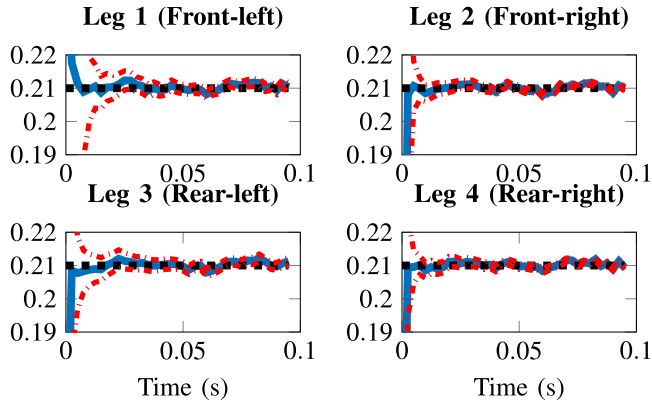 Leg 1 (Front-left) Leg 2 (Front-right)
0.22 0.22
0.21 0.21
0.2 0.2
0.19 0.19
0 0.05 0.1 0 0.05 0.1
Leg 3 (Rear-left) Leg 4 (Rear-right)
0.22 0.22
0.21 0.21
0.2 0.2
0.19 0.19
0 0.05 0.1 0 0.05 0.1
Time (s) Time (s)